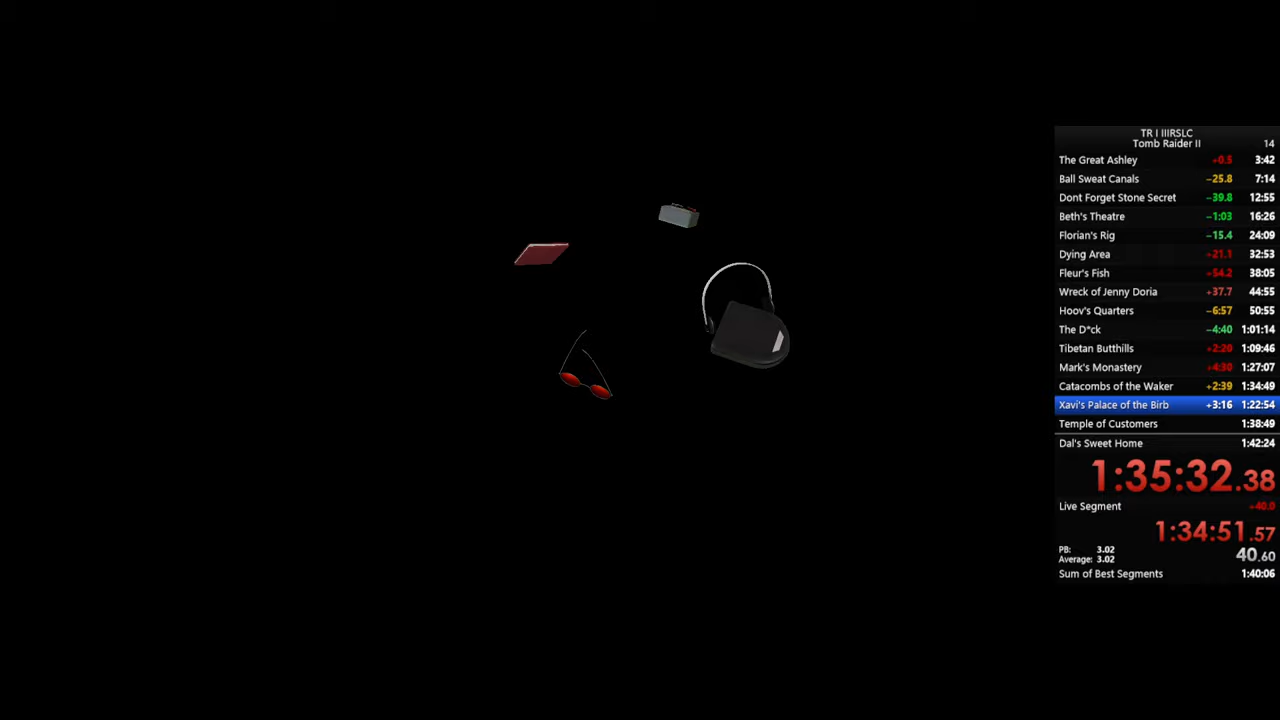 TR I IIIRSLC
Tomb Raider II 14
The Great Ashley +0.5 3:42
Ball Sweat Canals −25.8 7:14
Dont Forget Stone Secret −39.8 12:55
Beth's Theatre −1:03 16:26
Florian's Rig −15.4 24:09
Dying Area +21.1 32:53
Fleur's Fish +54.2 38:05
Wreck of Jenny Doria +37.7 44:55
Hoov's Quarters −6:57 50:55
The D*ck −4:40 1:01:14
Tibetan Butthills +2:20 1:09:46
Mark's Monastery +4:30 1:27:07
Catacombs of the Waker +2:39 1:34:49
Xavi's Palace of the Birb +3:16 1:22:54
Temple of Customers 1:38:49
Dal's Sweet Home 1:42:24
1:35:32.38
Live Segment +40.0
1:34:51.57
PB: 3.02
Average: 3.02
40.60
Sum of Best Segments 1:40:06